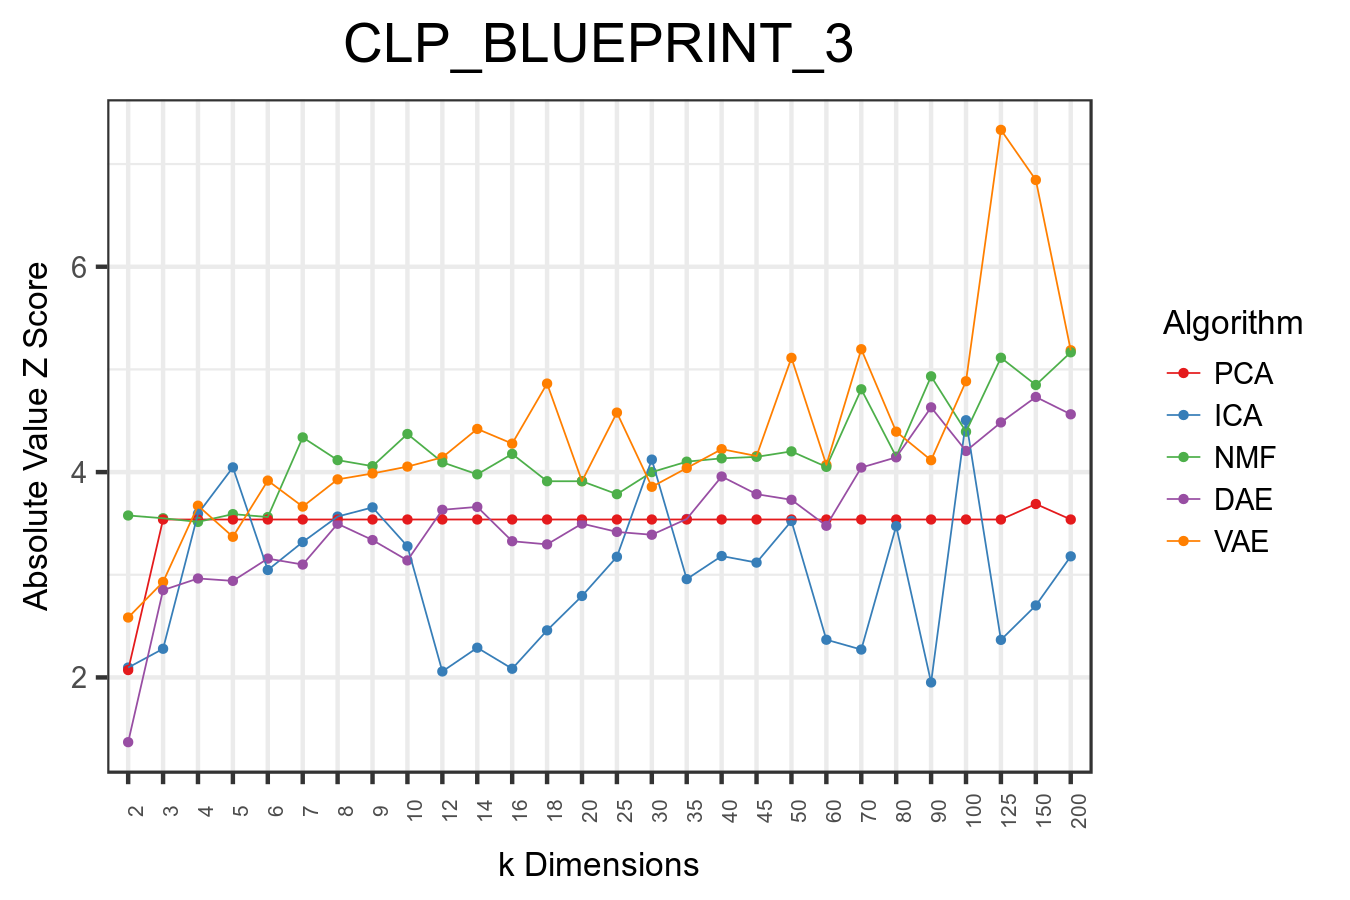 CLP_BLUEPRINT_3
Absolute Value Z Score
6
4
2
2 3 4 5 6 7 8 9 10 12 14 16 18 20 25 30 35 40 45 50 60 70 80 90 100 125 150 200
k Dimensions
Algorithm
PCA
ICA
NMF
DAE
VAE